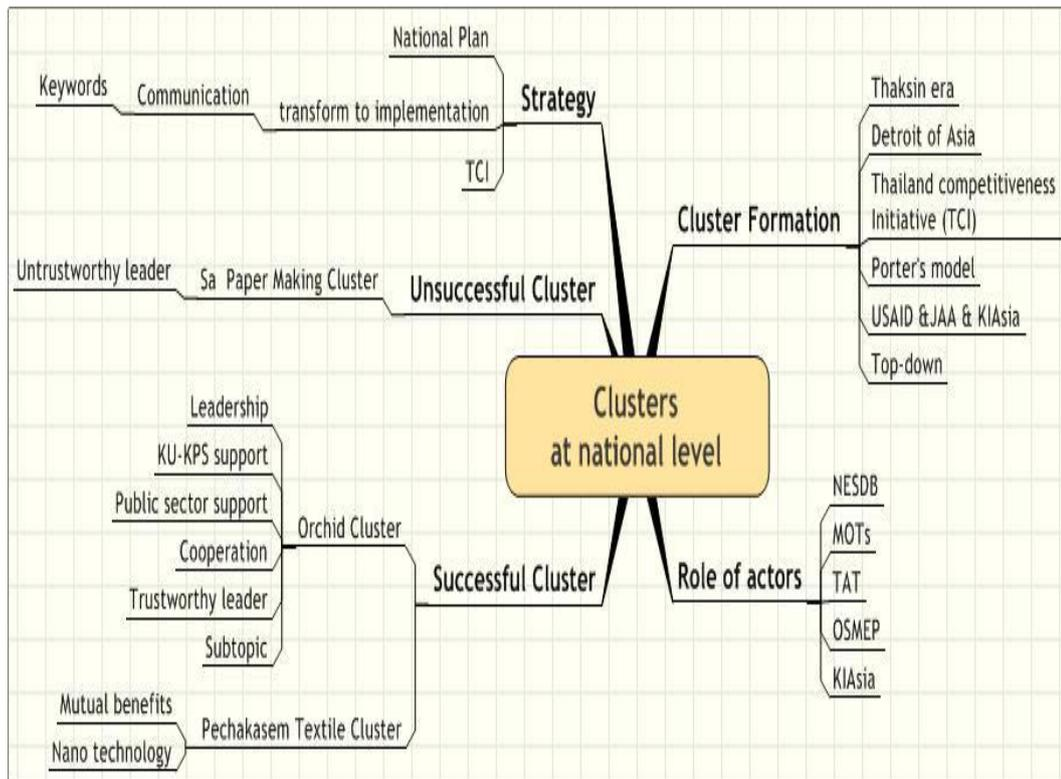 National Plan
Keywords
Communication
transform to implementation
Strategy
TCI
Thaksin era
Detroit of Asia
Thailand competitiveness
Initiative (TCI)
Cluster Formation
Porter's model
USAID &JAA & KIAsia
Top-down
Untrustworthy leader
Sa Paper Making Cluster
Unsuccessful Cluster
Clusters
at national level
Leadership
KU-KPS support
Public sector support
Orchid Cluster
Cooperation
Trustworthy leader
Subtopic
Successful Cluster
Mutual benefits
Nano technology
Pechakasem Textile Cluster
Role of actors
NESDB
MOTs
TAT
OSMEP
KIAsia